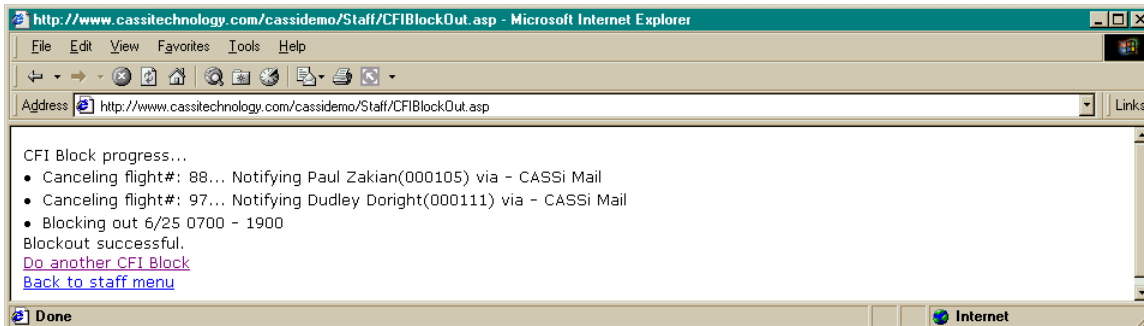 http://www.cassitechnology.com/cassidemo/Staff/CFIBlockOut.asp - Microsoft Internet Explorer
File Edit View Favorites Tools Help
Address http://www.cassitechnology.com/cassidemo/Staff/CFIBlockOut.asp Links
CFI Block progress...
• Canceling flight#: 88... Notifying Paul Zakian(000105) via - CASSi Mail
• Canceling flight#: 97... Notifying Dudley Doright(000111) via - CASSi Mail
• Blocking out 6/25 0700 - 1900
Blockout successful.
Do another CFI Block
Back to staff menu
Done Internet